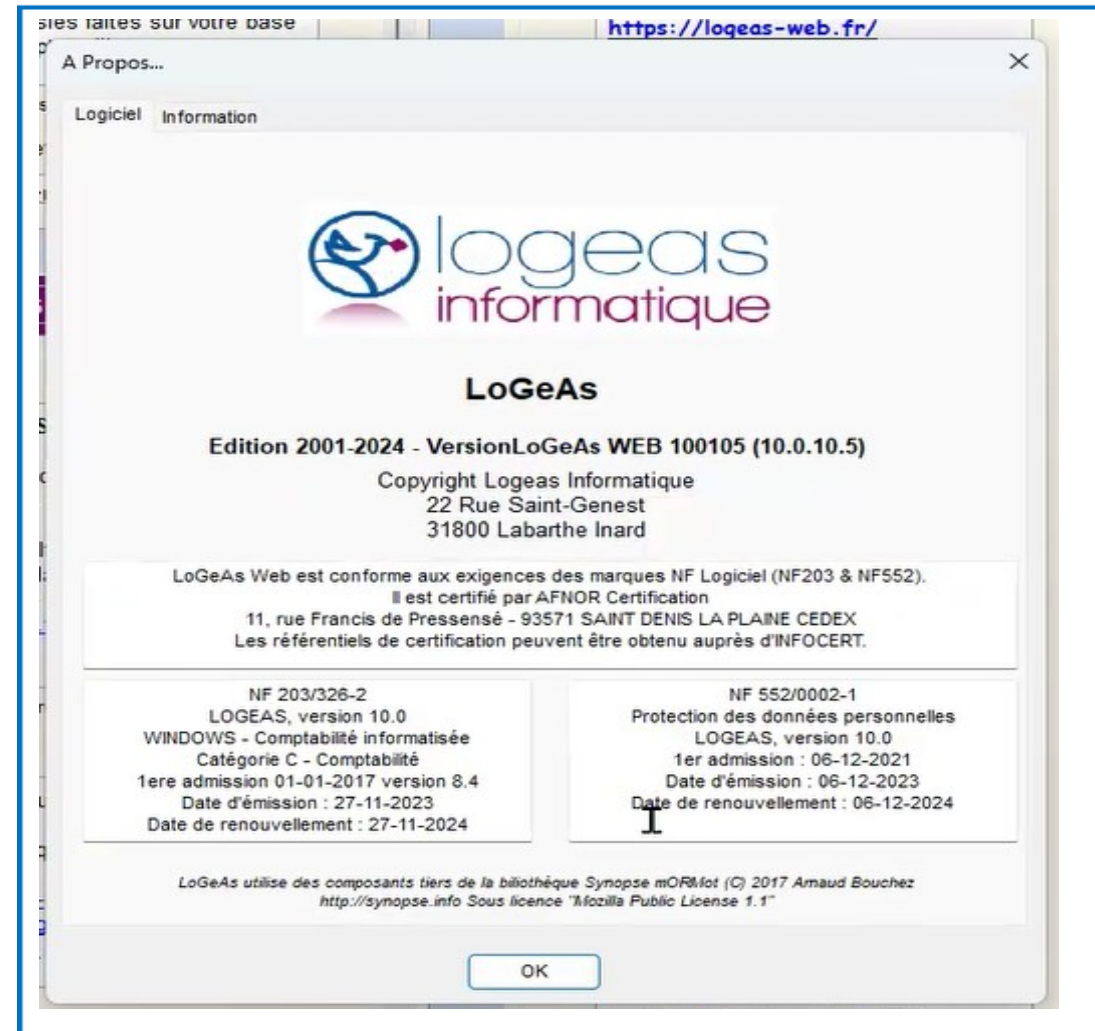 sies faites sur votre base
https://logeas-web.fr/
A Propos...
Logiciel Information
logeas
informatique
LoGeAs
Edition 2001-2024 - VersionLoGeAs WEB 100105 (10.0.10.5)
Copyright Logeas Informatique
22 Rue Saint-Genest
31800 Labarthe Inard
LoGeAs Web est conforme aux exigences des marques NF Logiciel (NF203 & NF552).
Il est certifié par AFNOR Certification
11, rue Francis de Pressensé - 93571 SAINT DENIS LA PLAINE CEDEX
Les référentiels de certification peuvent être obtenu auprès d'INFOCERT.
NF 203/326-2
LOGEAS, version 10.0
WINDOWS - Comptabilité informatisée
Catégorie C - Comptabilité
1ere admission 01-01-2017 version 8.4
Date d'émission : 27-11-2023
Date de renouvellement : 27-11-2024
NF 552/0002-1
Protection des données personnelles
LOGEAS, version 10.0
1er admission : 06-12-2021
Date d'émission : 06-12-2023
Date de renouvellement : 06-12-2024
LoGeAs utilise des composants tiers de la biliothèque Synopse mORMot (C) 2017 Arnaud Bouchez
http://synopse.info Sous licence "Mozilla Public License 1.1"
OK